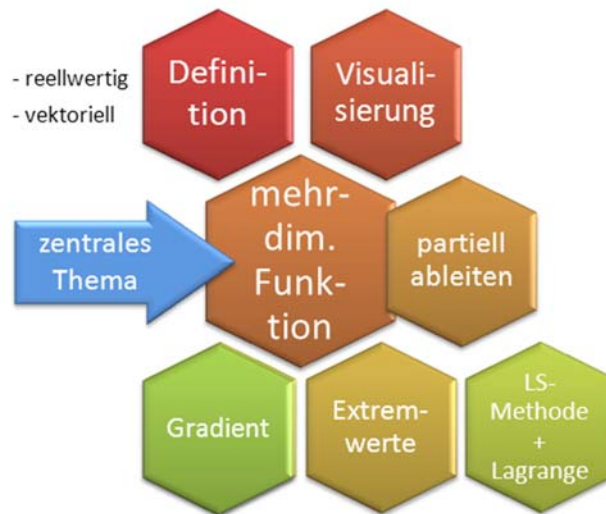 - reellwertig
- vektoriell
Defini-
tion
Visuali-
sierung
zentrales
Thema
mehr-
dim.
Funk-
tion
partiell
ableiten
Gradient
Extrem-
werte
LS-
Methode
+
Lagrange